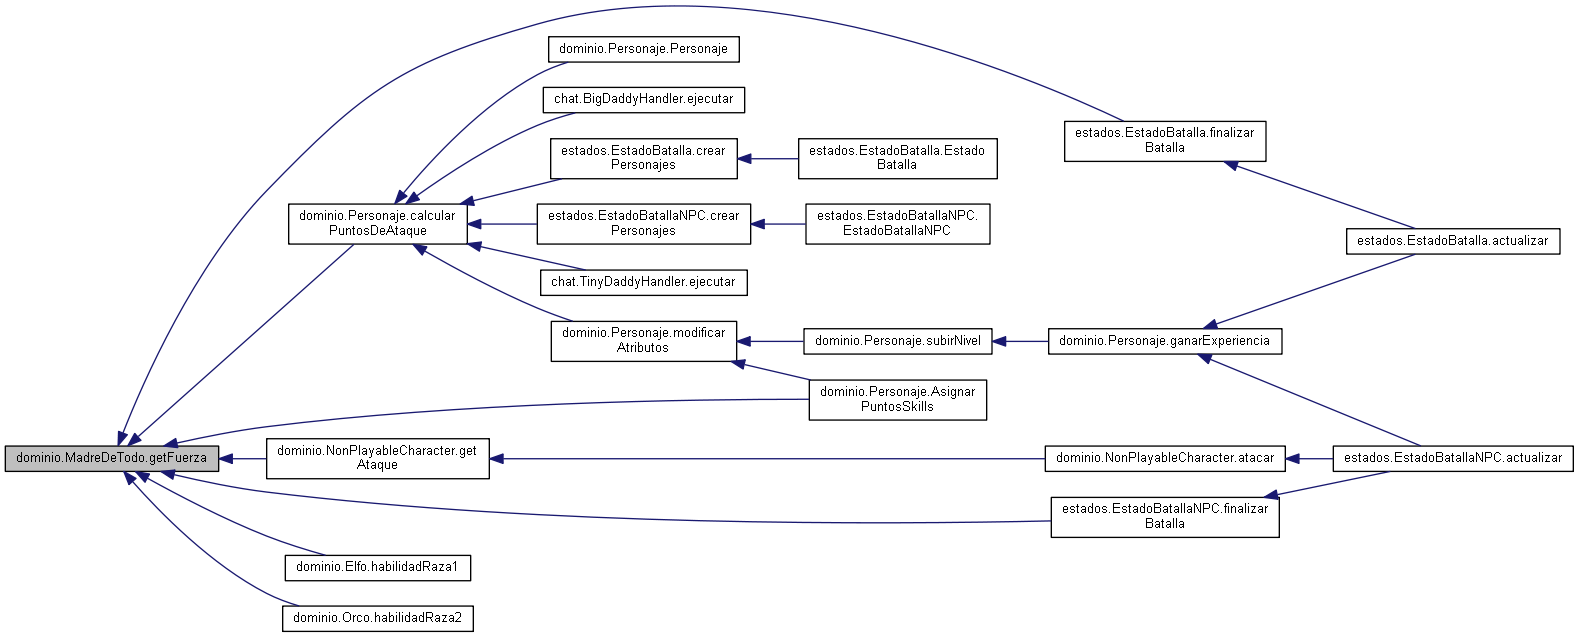 dominio.Personaje.Personaje
chat.BigDaddyHandler.ejecutar
estados.EstadoBatalla.finalizar
Batalla
estados.EstadoBatalla.crear
Personajes
estados.EstadoBatalla.Estado
Batalla
dominio.Personaje.calcular
PuntosDeAtaque
estados.EstadoBatallaNPC.crear
Personajes
estados.EstadoBatallaNPC.
EstadoBatallaNPC
estados.EstadoBatalla.actualizar
chat.TinyDaddyHandler.ejecutar
dominio.Personaje.modificar
Atributos
dominio.Personaje.subirNivel
dominio.Personaje.ganarExperiencia
dominio.Personaje.Asignar
PuntosSkills
dominio.MadreDeTodo.getFuerza
dominio.NonPlayableCharacter.get
Ataque
dominio.NonPlayableCharacter.atacar
estados.EstadoBatallaNPC.actualizar
estados.EstadoBatallaNPC.finalizar
Batalla
dominio.Elfo.habilidadRaza1
dominio.Orco.habilidadRaza2